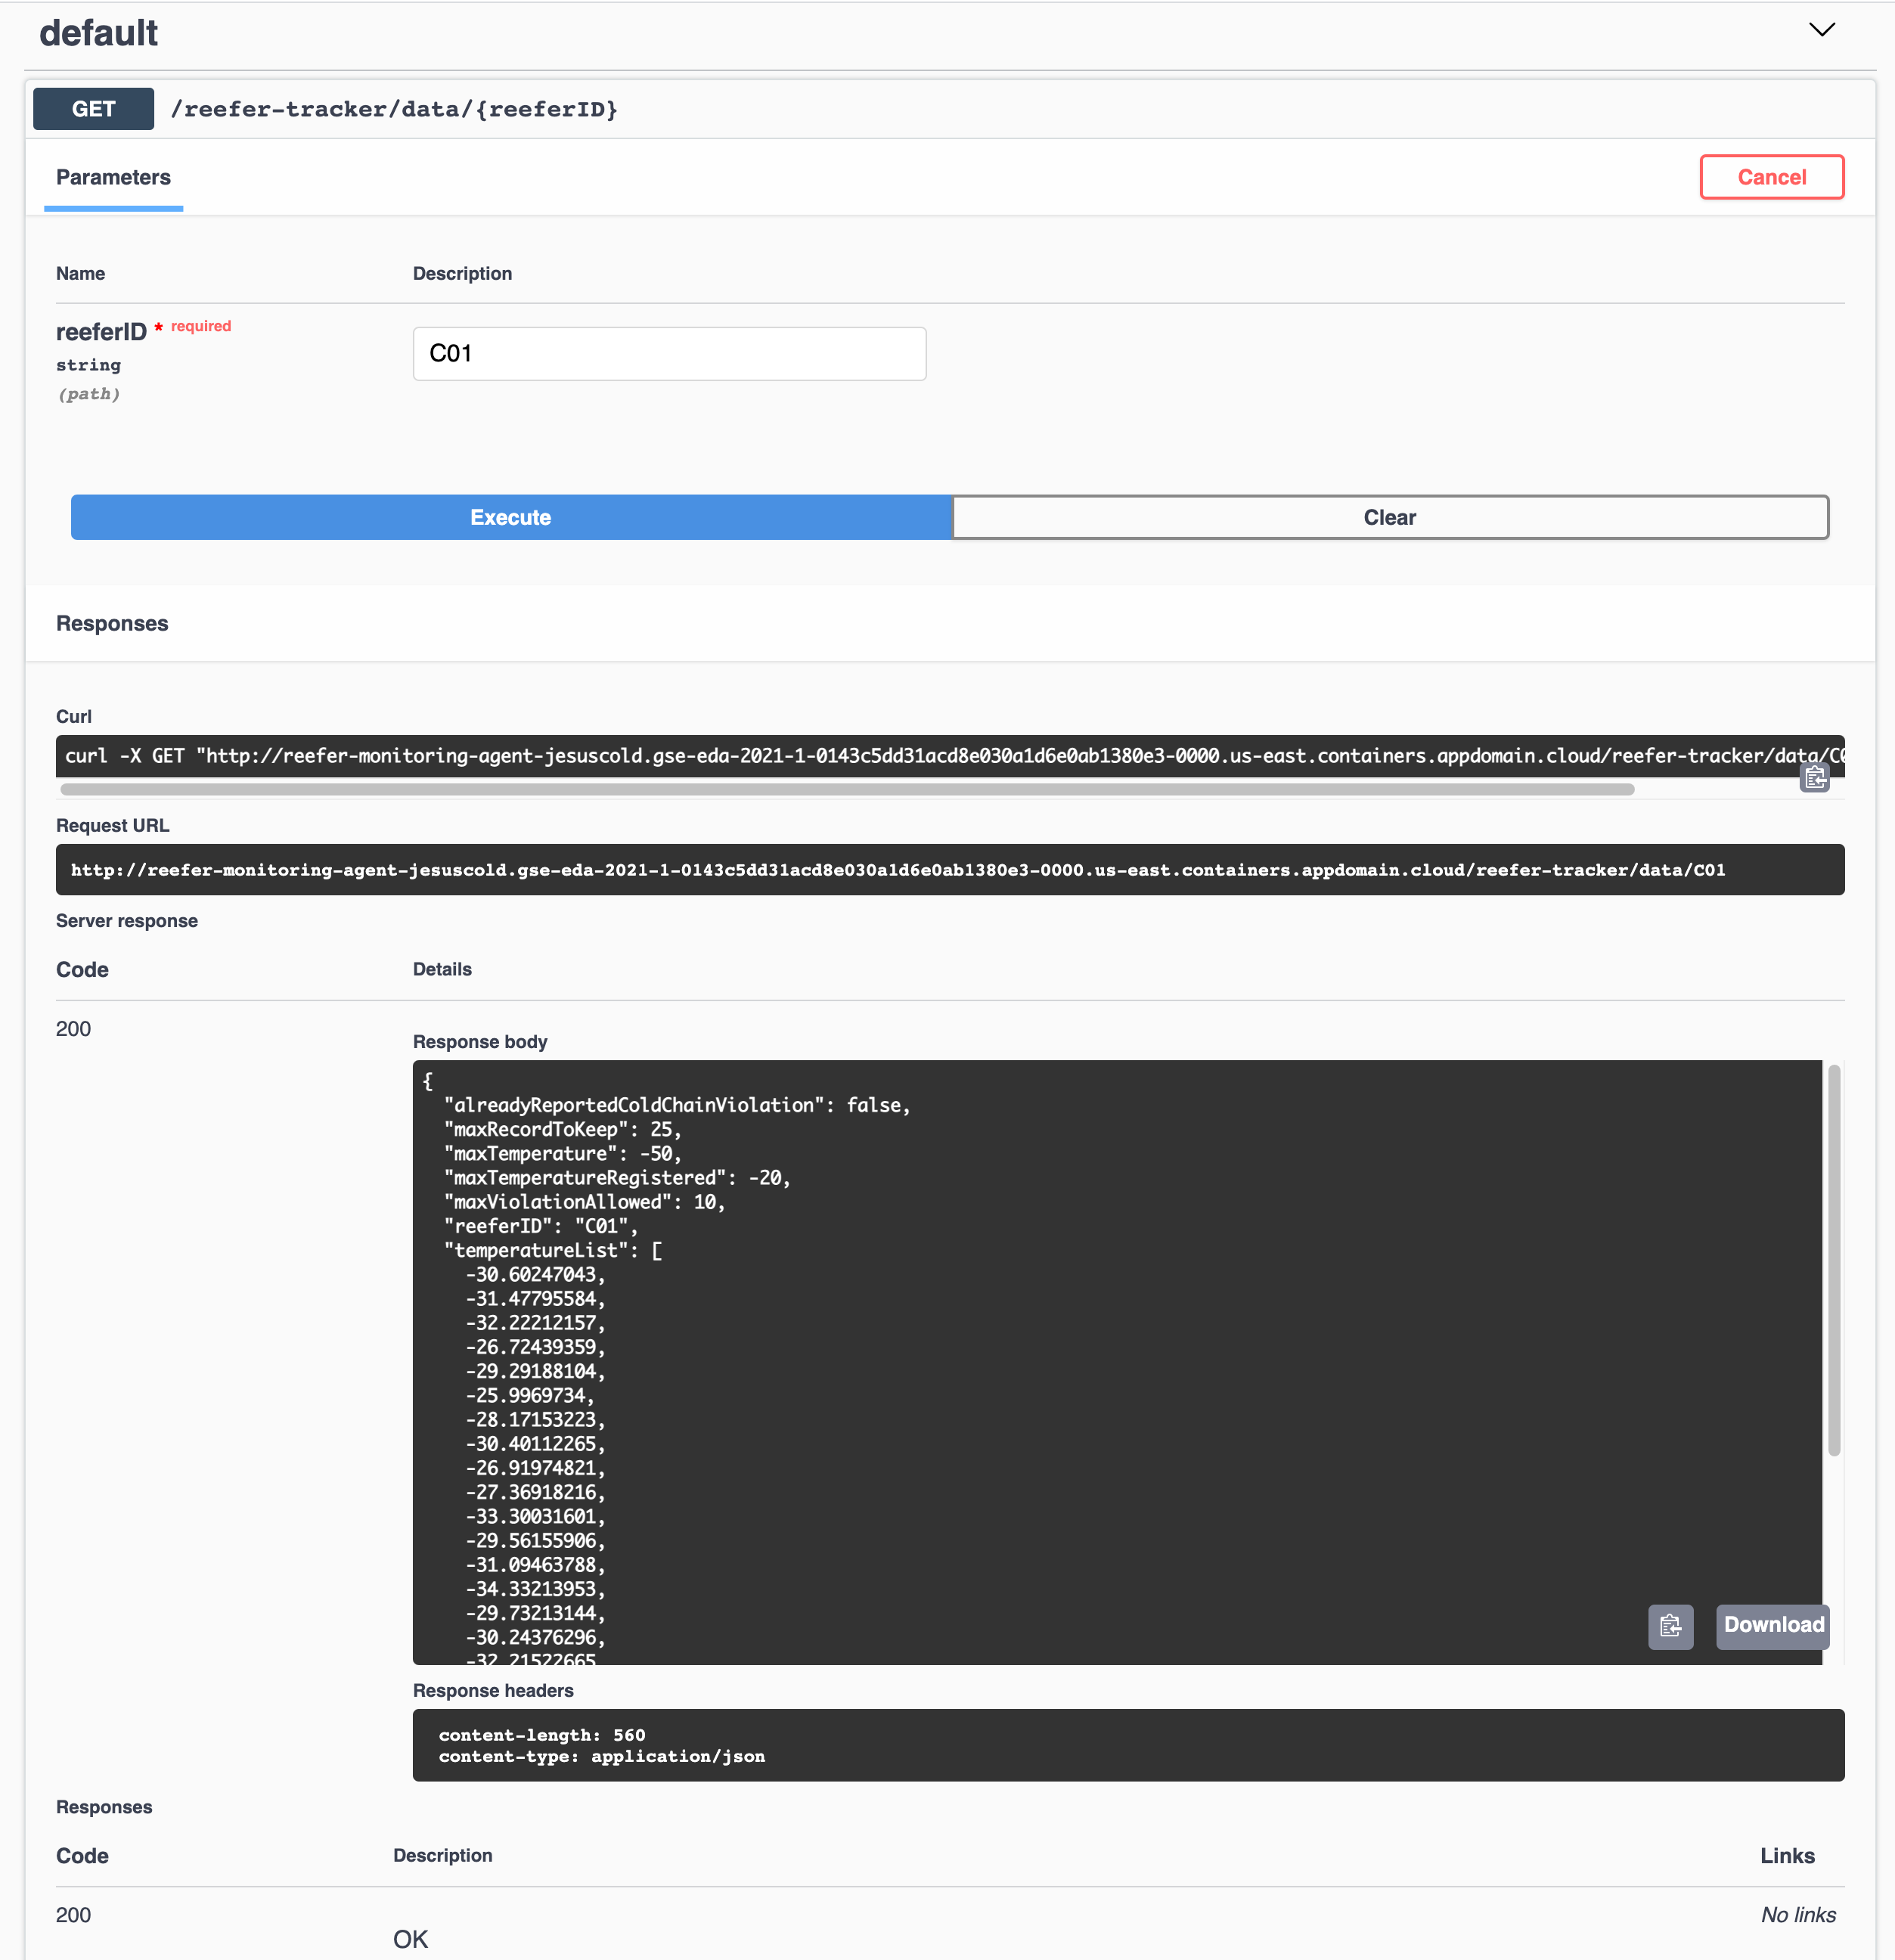 default
GET /reefer-tracker/data/{reeferID}
Parameters
Cancel
Name Description
reeferID * required
string
(path)
C01
Execute Clear
Responses
Curl
curl -X GET "http://reefer-monitoring-agent-jesuscold.gse-eda-2021-1-0143c5dd31acd8e030a1d6e0ab1380e3-0000.us-east.containers.appdomain.cloud/reefer-tracker/data/C0
Request URL
http://reefer-monitoring-agent-jesuscold.gse-eda-2021-1-0143c5dd31acd8e030a1d6e0ab1380e3-0000.us-east.containers.appdomain.cloud/reefer-tracker/data/C01
Server response
Code Details
200
Response body
{
"alreadyReportedColdChainViolation": false,
"maxRecordToKeep": 25,
"maxTemperature": -50,
"maxTemperatureRegistered": -20,
"maxViolationAllowed": 10,
"reeferID": "C01",
"temperatureList": [
-30.60247043,
-31.47795584,
-32.22212157,
-26.72439359,
-29.29188104,
-25.9969734,
-28.17153223,
-30.40112265,
-26.91974821,
-27.36918216,
-33.30031601,
-29.56155906,
-31.09463788,
-34.33213953,
-29.73213144,
-30.24376296,
-32.21522665
Download
Response headers
content-length: 560
content-type: application/json
Responses
Code Description Links
200
OK
No links